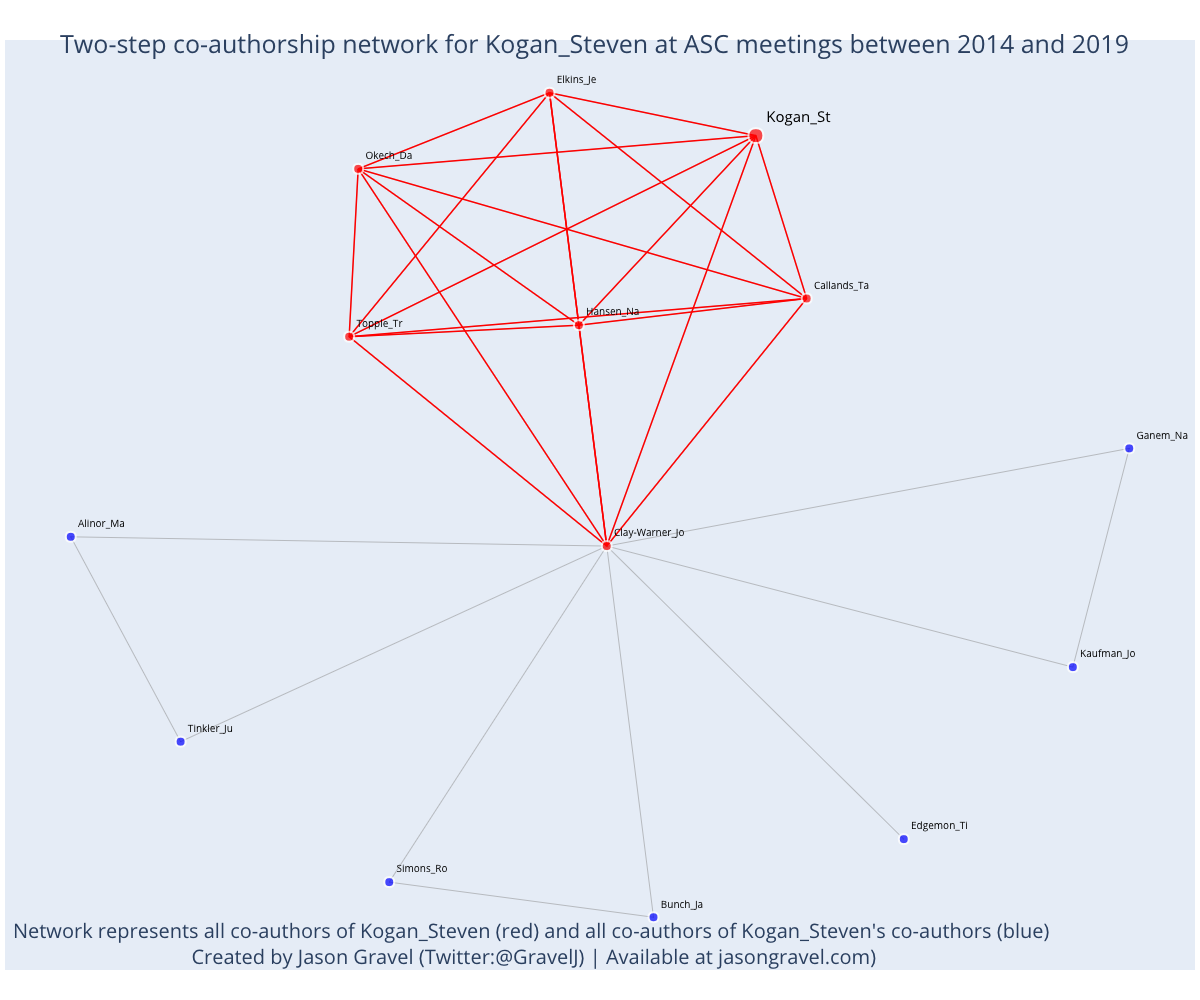 Two-step co-authorship network for Kogan_Steven at ASC meetings between 2014 and 2019
Elkins_Je
Kogan_St
Okech_Da
Callands_Ta
Hansen_Na
Topple_Tr
Ganem_Na
Alinor_Ma
Clay-Warner_Jo
Kaufman_Jo
Tinkler_Ju
Edgemon_Ti
Simons_Ro
Bunch_Ja
Network represents all co-authors of Kogan_Steven (red) and all co-authors of Kogan_Steven's co-authors (blue)
Created by Jason Gravel (Twitter:@GravelJ) | Available at jasongravel.com)